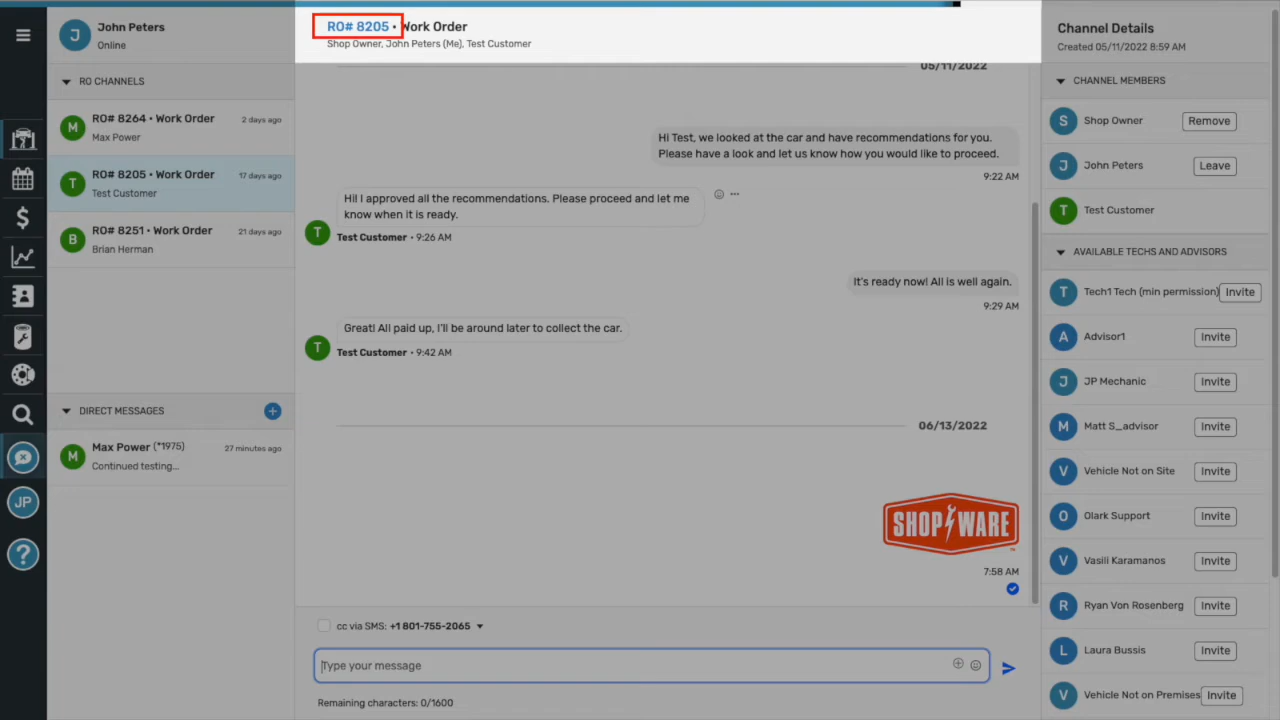 J
John Peters
Online
RO CHANNELS
M
RO# 8264 • Work Order
2 days ago
Max Power
T
RO# 8205 • Work Order
17 days ago
Test Customer
B
RO# 8251 • Work Order
21 days ago
Brian Herman
DIRECT MESSAGES
M
Max Power (*1975)
27 minutes ago
Continued testing...
JP
?
RO# 8205 • Work Order
Shop Owner, John Peters (Me), Test Customer
05/11/2022
Hi Test, we looked at the car and have recommendations for you.
Please have a look and let us know how you would like to proceed.
9:22 AM
Hi! I approved all the recommendations. Please proceed and let me
know when it is ready.
T
Test Customer • 9:26 AM
It's ready now! All is well again.
9:29 AM
Great! All paid up, I'll be around later to collect the car.
T
Test Customer • 9:42 AM
06/13/2022
SHOP WARE
7:58 AM
cc via SMS: +1 801-755-2065
Type your message
Remaining characters: 0/1600
Channel Details
Created 05/11/2022 8:59 AM
CHANNEL MEMBERS
S
Shop Owner
Remove
J
John Peters
Leave
T
Test Customer
AVAILABLE TECHS AND ADVISORS
T
Tech1 Tech (min permission)
Invite
A
Advisor1
Invite
J
JP Mechanic
Invite
M
Matt S_advisor
Invite
V
Vehicle Not on Site
Invite
O
Olark Support
Invite
V
Vasili Karamanos
Invite
R
Ryan Von Rosenberg
Invite
L
Laura Bussis
Invite
V
Vehicle Not on Premises
Invite